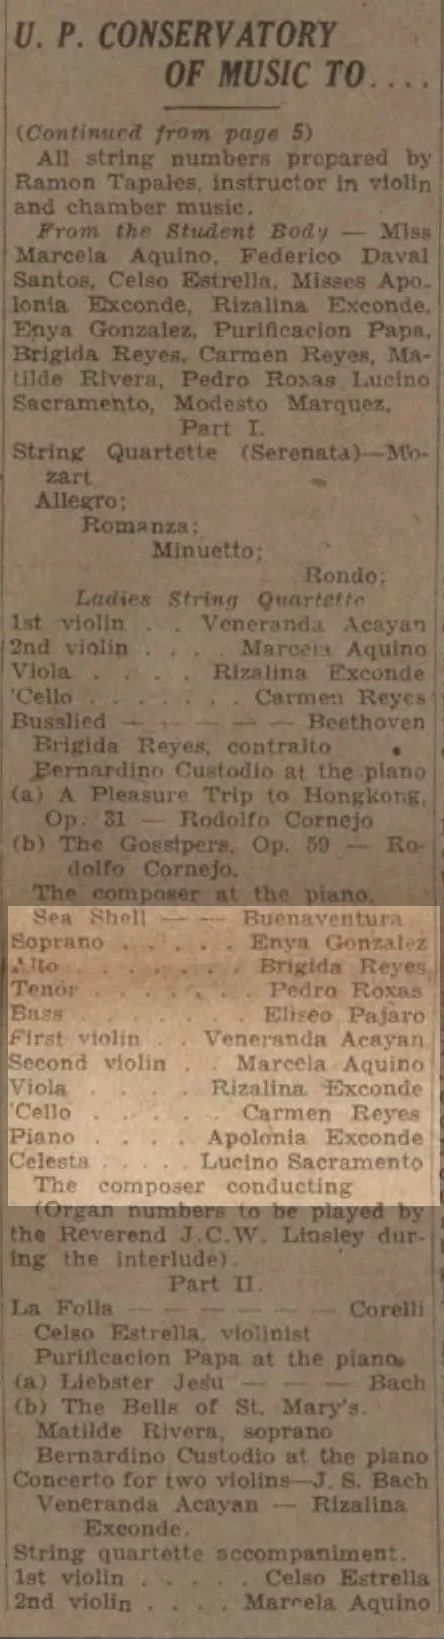 U. P. CONSERVATORY
OF MUSIC TO....
(Continued from page 5)
All string numbers prepared by
Ramon Tapales, instructor in violin
and chamber music.
From the Student Body — Miss
Marcela Aquino, Federico Daval
Santos, Celso Estrella, Misses Apo-
lonia Exconde, Rizalina Exconde,
Enya Gonzalez, Purificacion Papa,
Brigida Reyes, Carmen Reyes, Ma-
tilde Rivera, Pedro Roxas Lucino
Sacramento, Modesto Marquez.
Part I.
String Quartette (Serenata)—Mo-
zart
Allegro;
Romanza;
Minuetto;
Rondo;
Ladies String Quartette
1st violin . . Veneranda Acayan
2nd violin . . . Marcela Aquino
Viola . . . . Rizalina Exconde
'Cello . . . . . . . Carmen Reyes
Busslied — — — — — Beethoven
Brigida Reyes, contralto
Bernardino Custodio at the piano
(a) A Pleasure Trip to Hongkong,
Op. 31 — Rodolfo Cornejo
(b) The Gossipers, Op. 59 — Ro-
dolfo Cornejo.
The composer at the piano.
Sea Shell — — Buenaventura
Soprano . . . . . Enya Gonzalez
Alto . . . . . . . Brigida Reyes
Tenor . . . . . . Pedro Roxas
Bass . . . . . . . Eliseo Pajaro
First violin . . Veneranda Acayan
Second violin . . Marcela Aquino
Viola . . . . Rizalina Exconde
'Cello . . . . . . Carmen Reyes
Piano . . . . Apolonia Exconde
Celesta . . . . . Lucino Sacramento
The composer conducting
(Organ numbers to be played by
the Reverend J.C.W. Linsley dur-
ing the interlude).
Part II.
La Folia — — — — — — Corelli
Celso Estrella, violinist
Purificacion Papa at the piano.
(a) Liebster Jesu — — — Bach
(b) The Bells of St. Mary's.
Matilde Rivera, soprano
Bernardino Custodio at the piano
Concerto for two violins—J. S. Bach
Veneranda Acayan — Rizalina
Exconde.
String quartette accompaniment.
1st violin . . . . . Celso Estrella
2nd violin . . . . Marcela Aquino